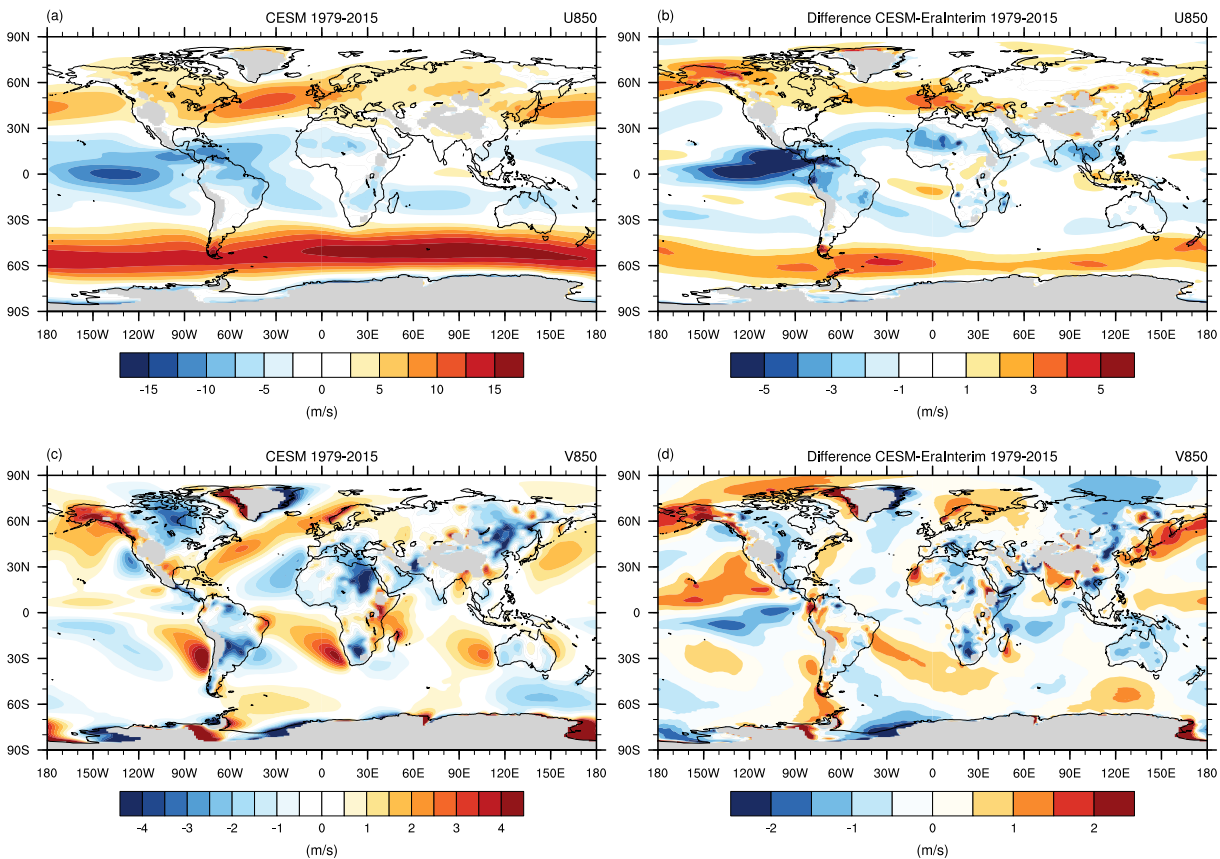 (a) CESM 1979-2015 U850
90N
60N
30N
0
30S
60S
90S
180 150W 120W 90W 60W 30W 0 30E 60E 90E 120E 150E 180
-15 -10 -5 0 5 10 15
(m/s)
(b) Difference CESM-EraInterim 1979-2015 U850
90N
60N
30N
0
30S
60S
90S
180 150W 120W 90W 60W 30W 0 30E 60E 90E 120E 150E 180
-5 -3 -1 1 3 5
(m/s)
(c) CESM 1979-2015 V850
90N
60N
30N
0
30S
60S
90S
180 150W 120W 90W 60W 30W 0 30E 60E 90E 120E 150E 180
-4 -3 -2 -1 0 1 2 3 4
(m/s)
(d) Difference CESM-EraInterim 1979-2015 V850
90N
60N
30N
0
30S
60S
90S
180 150W 120W 90W 60W 30W 0 30E 60E 90E 120E 150E 180
-2 -1 0 1 2
(m/s)